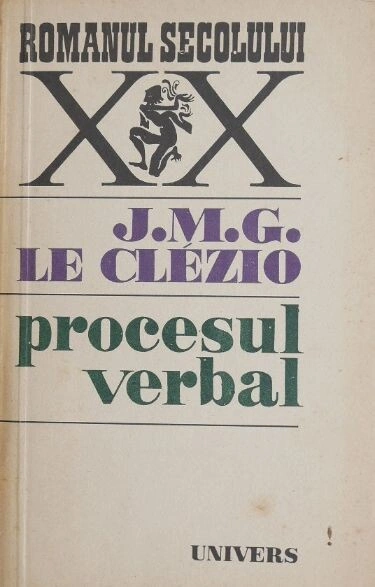 ROMANUL SECOLULUI
XX
J.M.G.
LE CLÉZIO
procesul
verbal
UNIVERS